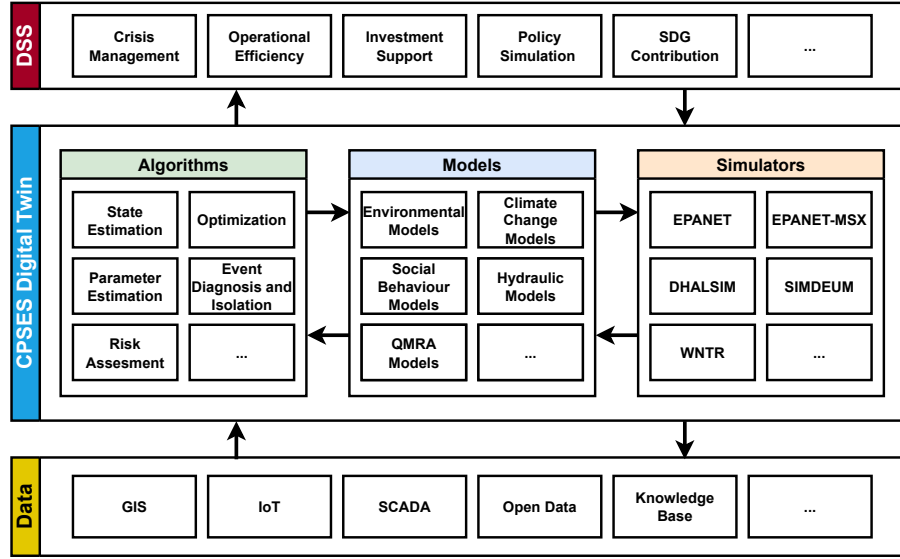 DSS
Crisis
Management
Operational
Efficiency
Investment
Support
Policy
Simulation
SDG
Contribution
...
CPSES Digital Twin
Algorithms
State
Estimation
Optimization
Parameter
Estimation
Event
Diagnosis and
Isolation
Risk
Assesment
...
Models
Environmental
Models
Climate
Change
Models
Social
Behaviour
Models
Hydraulic
Models
QMRA
Models
...
Simulators
EPANET
EPANET-MSX
DHALSIM
SIMDEUM
WNTR
...
Data
GIS
IoT
SCADA
Open Data
Knowledge
Base
...